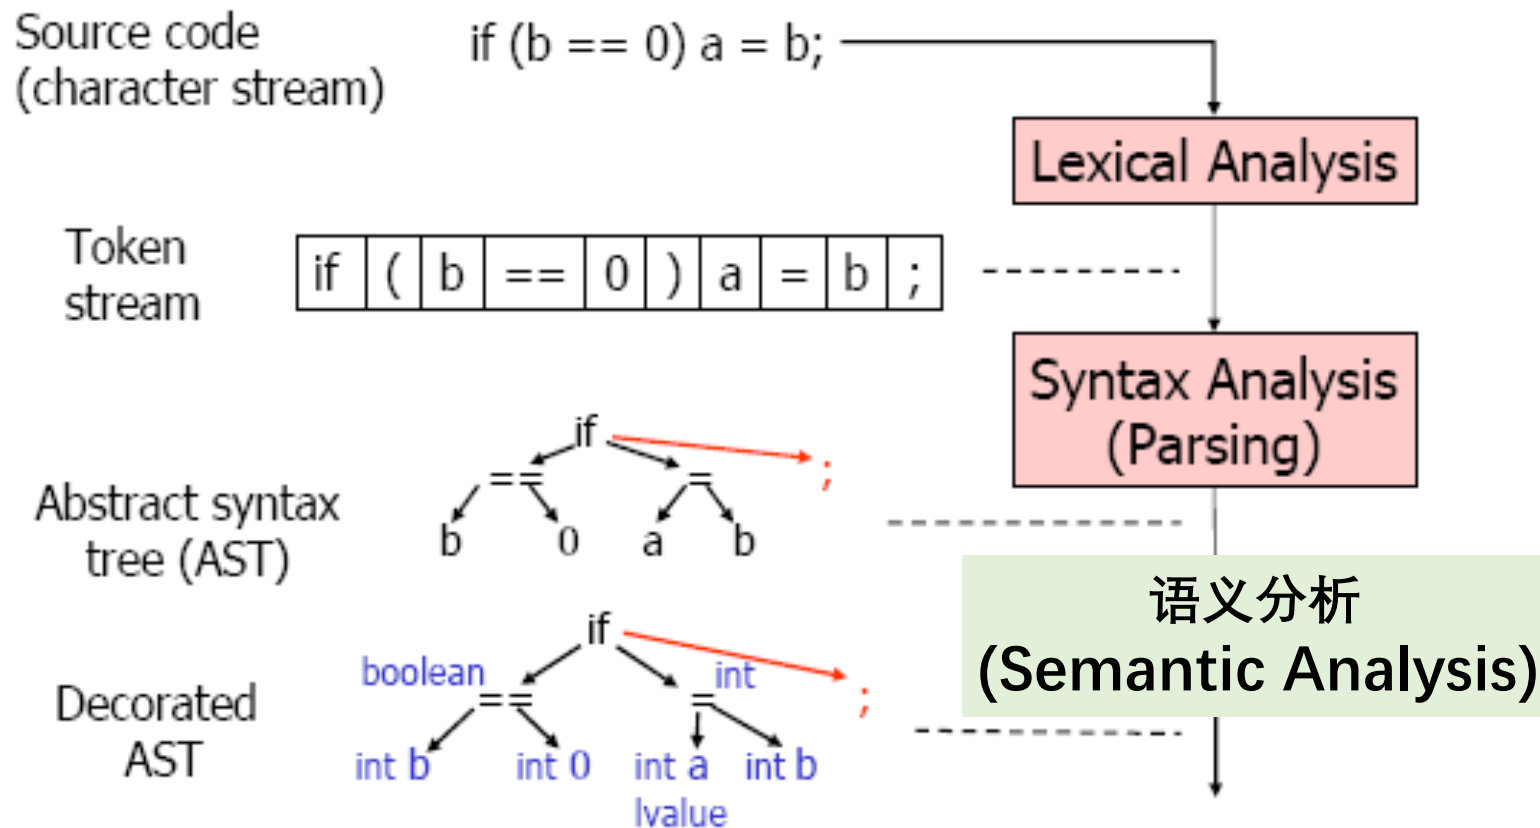 Source code
(character stream)
if (b == 0) a = b;
Lexical Analysis
Token
stream
if ( b == 0 ) a = b ;
Syntax Analysis
(Parsing)
Abstract syntax
tree (AST)
if
== = ;
b 0 a b
语义分析
(Semantic Analysis)
Decorated
AST
if
boolean int
== = ;
int b int 0 int a int b
lvalue